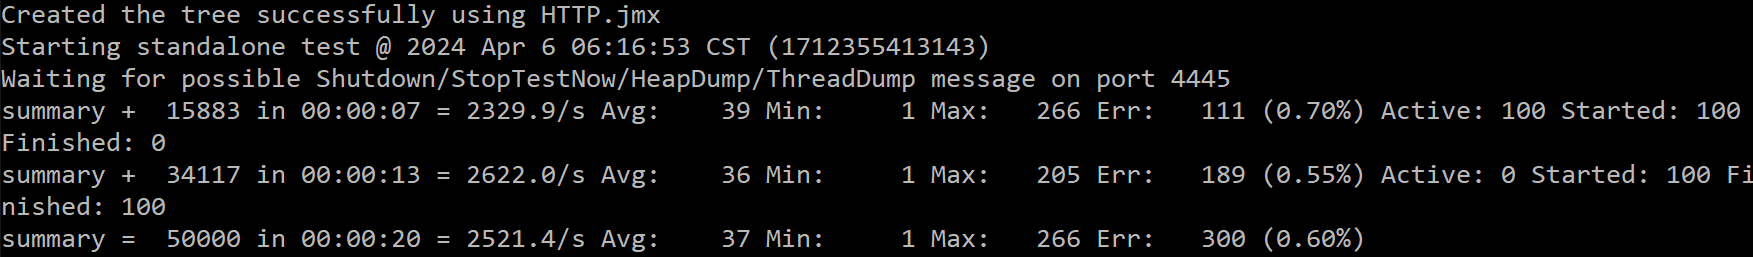 Created the tree successfully using HTTP.jmx
Starting standalone test @ 2024 Apr 6 06:16:53 CST (1712355413143)
Waiting for possible Shutdown/StopTestNow/HeapDump/ThreadDump message on port 4445
summary +  15883 in 00:00:07 = 2329.9/s Avg:    39 Min:     1 Max:   266 Err:   111 (0.70%) Active: 100 Started: 100
Finished: 0
summary +  34117 in 00:00:13 = 2622.0/s Avg:    36 Min:     1 Max:   205 Err:   189 (0.55%) Active: 0 Started: 100 Fi
nished: 100
summary =  50000 in 00:00:20 = 2521.4/s Avg:    37 Min:     1 Max:   266 Err:   300 (0.60%)